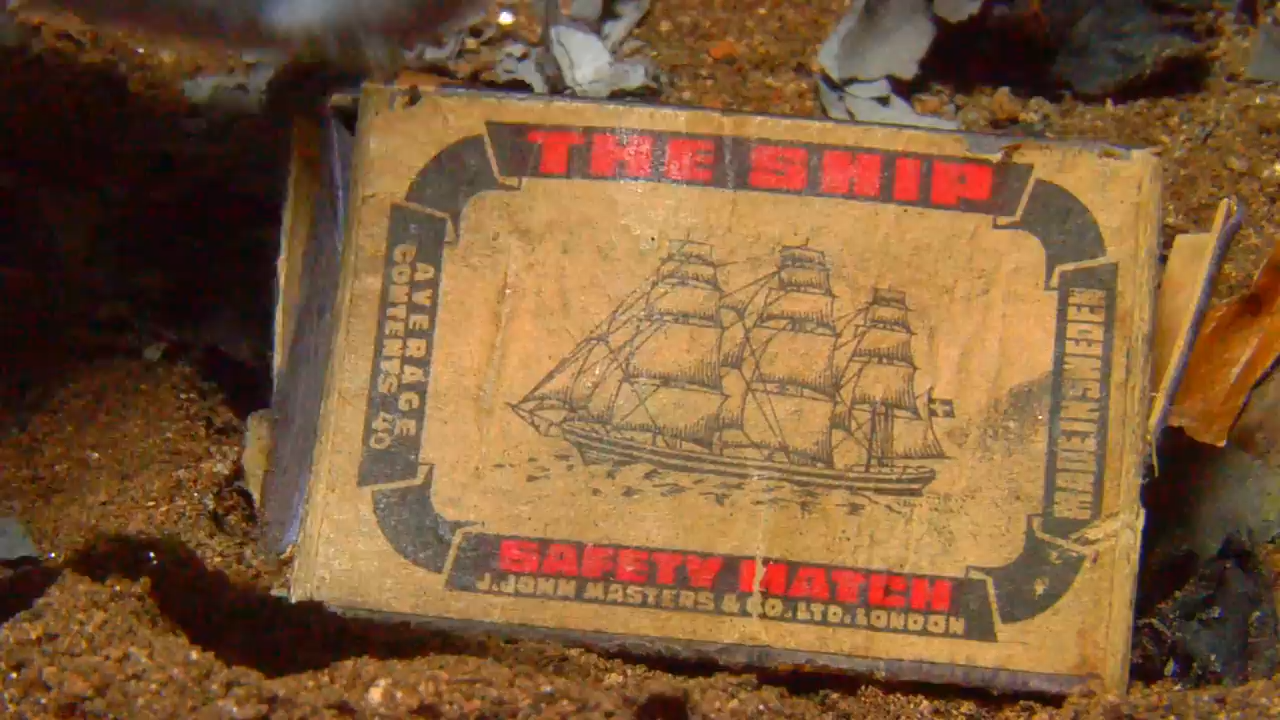 THE SHIP
AVERAGE
CONTENTS 40
MADE IN SWEDEN
SAFETY MATCH
J. JOHN MASTERS & CO. LTD. LONDON